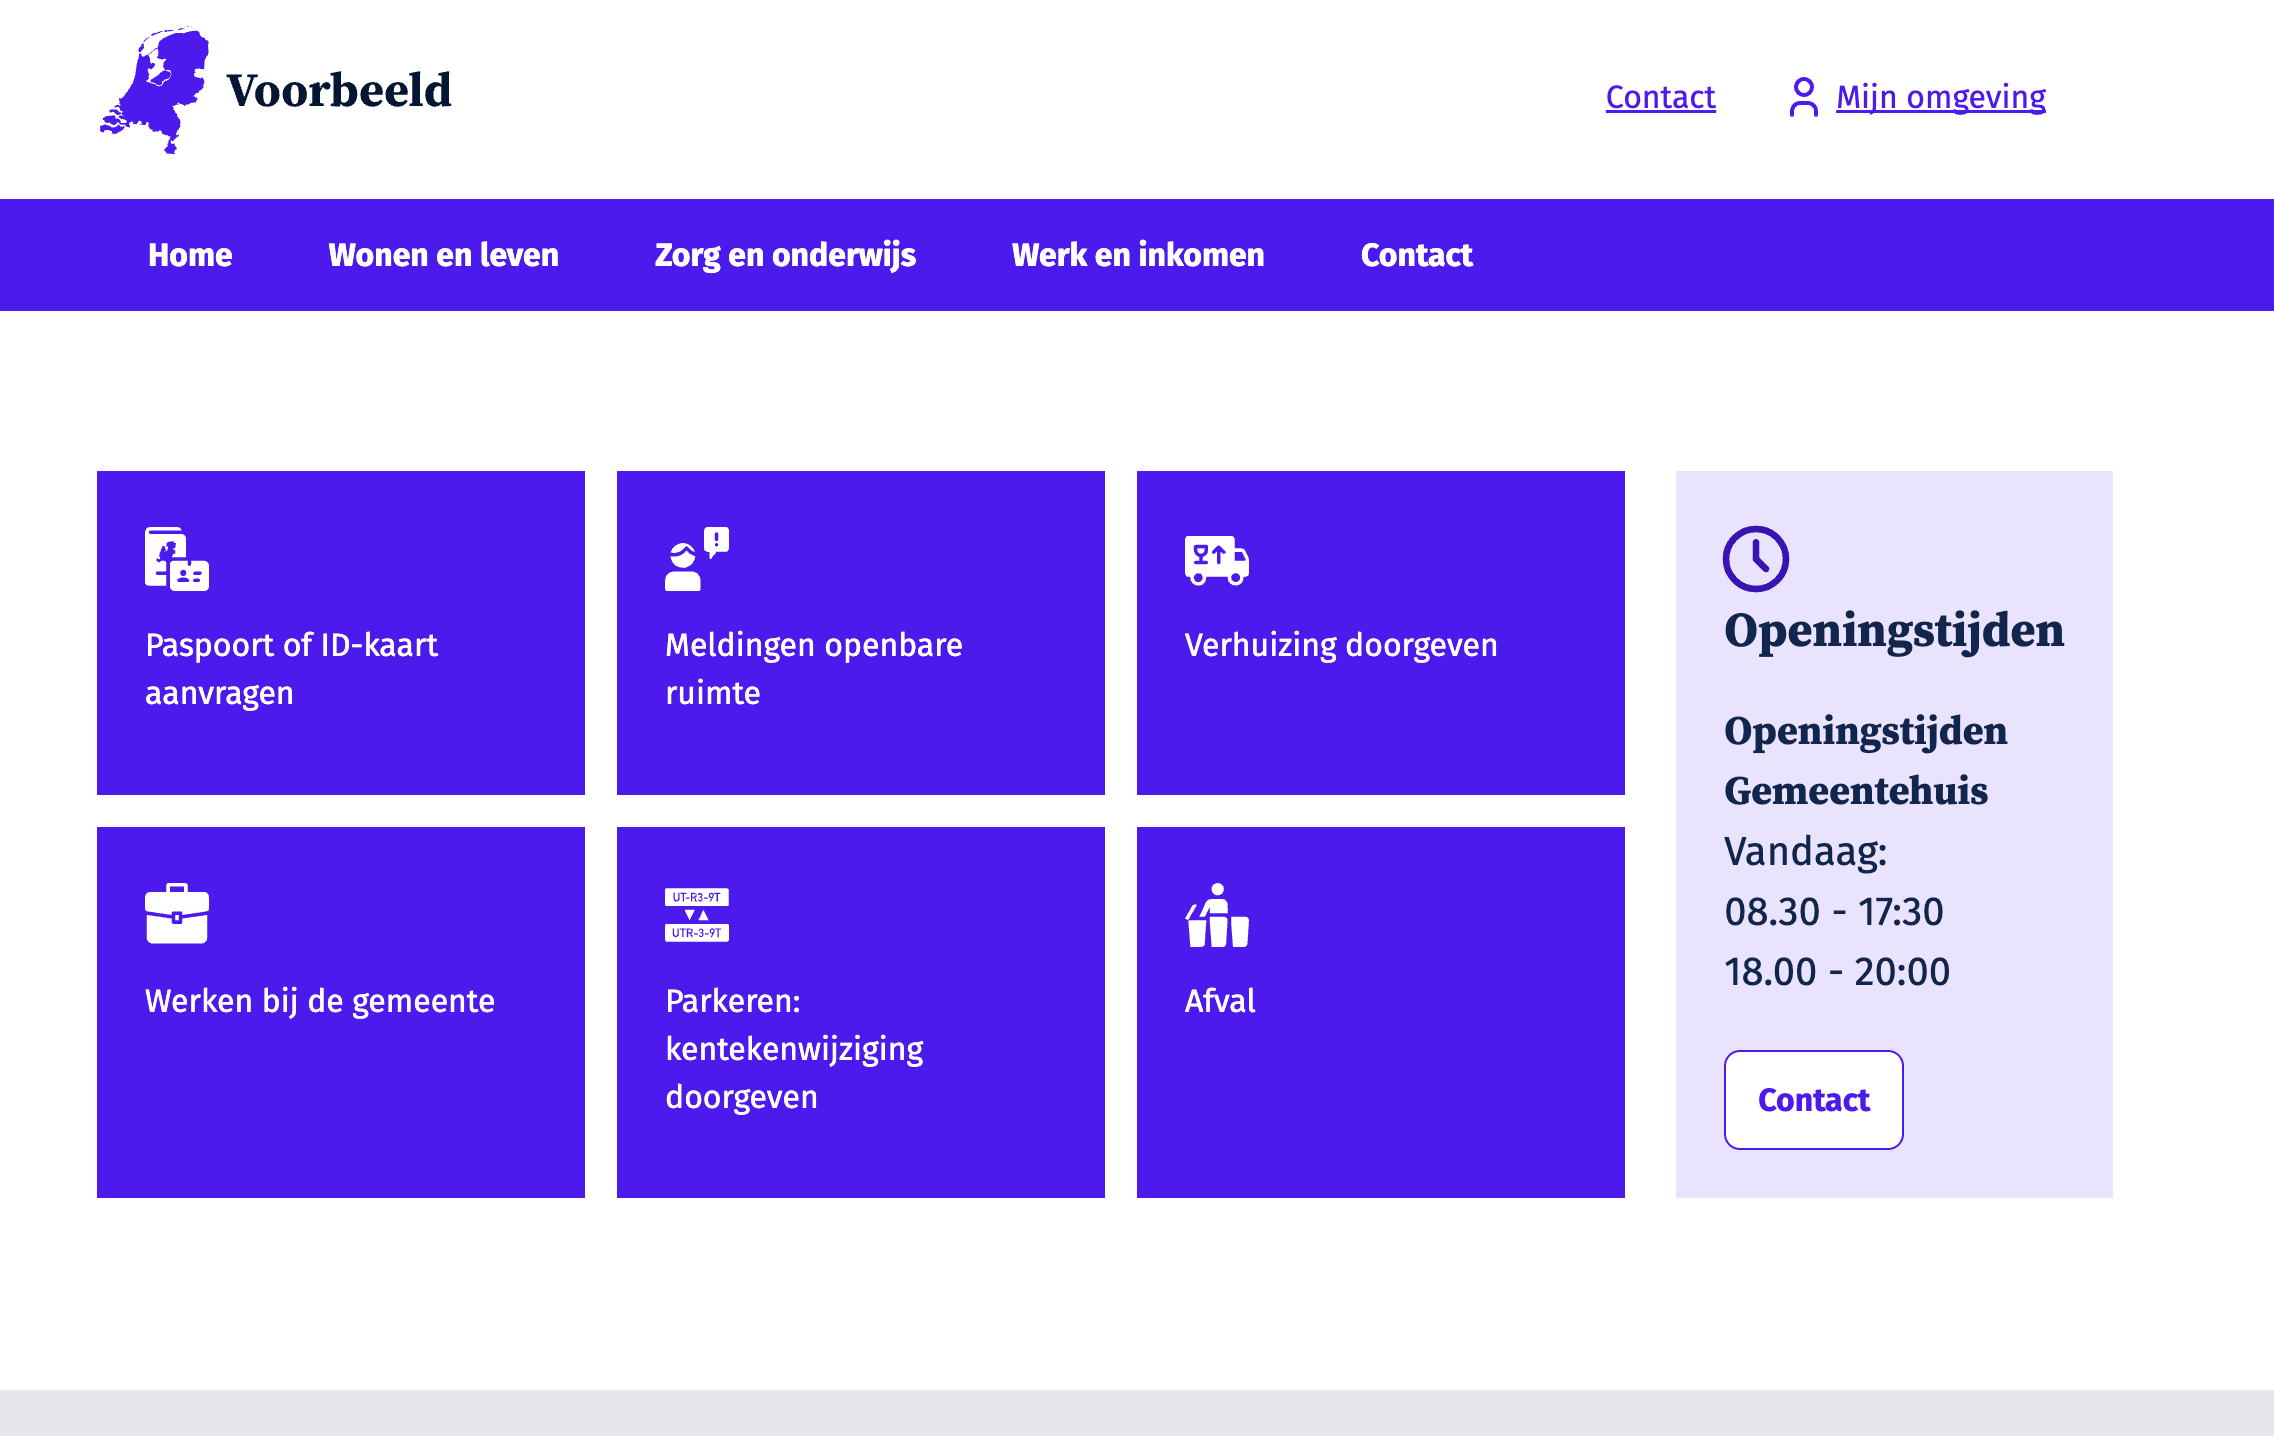 Voorbeeld
Contact
Mijn omgeving
Home
Wonen en leven
Zorg en onderwijs
Werk en inkomen
Contact
Paspoort of ID-kaart
aanvragen
Meldingen openbare
ruimte
Verhuizing doorgeven
Werken bij de gemeente
UT-R3-9T
UTR-3-9T
Parkeren:
kentekenwijziging
doorgeven
Afval
Openingstijden
Openingstijden
Gemeentehuis
Vandaag:
08.30 - 17:30
18.00 - 20:00
Contact